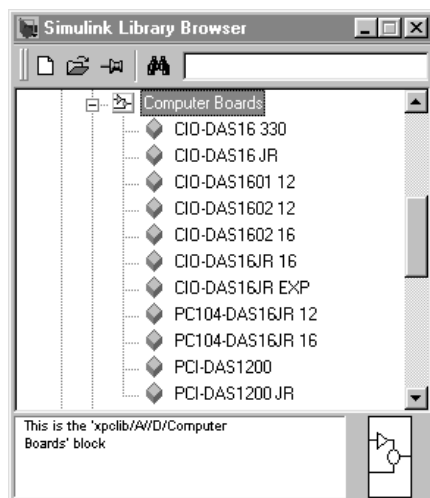 Simulink Library Browser
Computer Boards
CIO-DAS16 330
CIO-DAS16 JR
CIO-DAS1601 12
CIO-DAS1602 12
CIO-DAS1602 16
CIO-DAS16JR 16
CIO-DAS16JR EXP
PC104-DAS16JR 12
PC104-DAS16JR 16
PCI-DAS1200
PCI-DAS1200 JR
This is the 'xpclib/A\/D/Computer
Boards' block